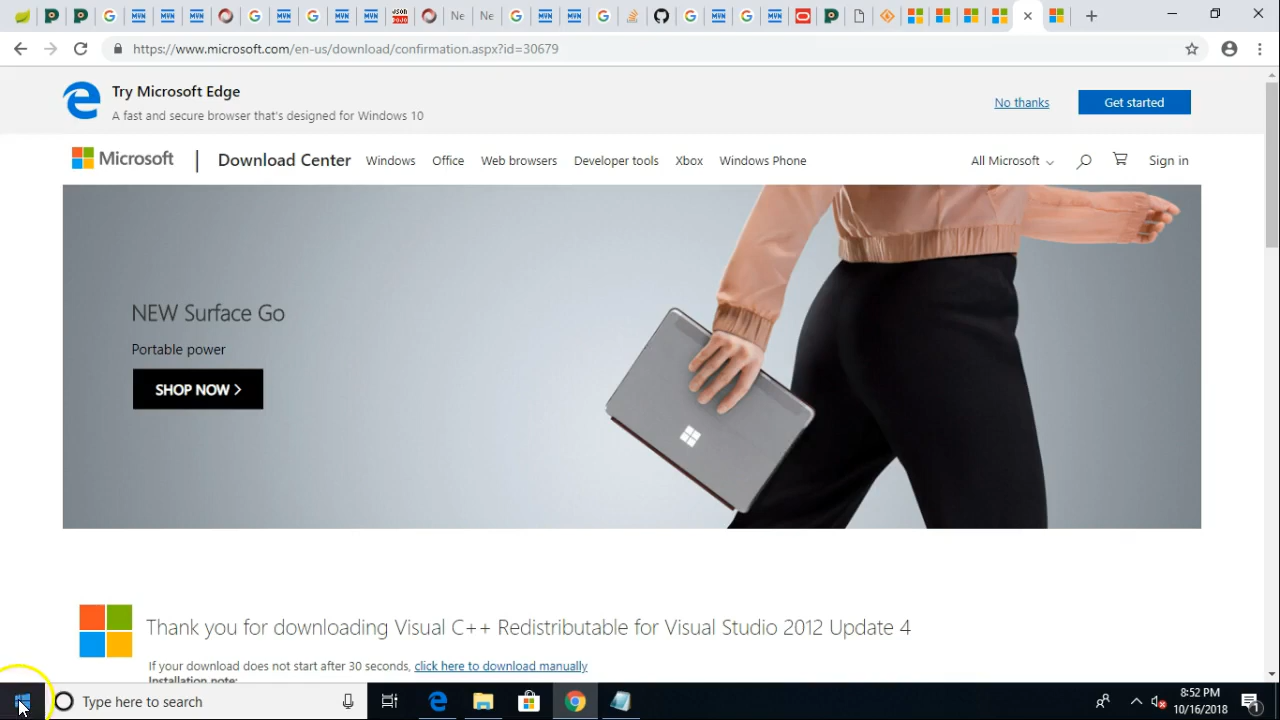 Ne
Ne
https://www.microsoft.com/en-us/download/confirmation.aspx?id=30679
Try Microsoft Edge
A fast and secure browser that's designed for Windows 10
No thanks
Get started
Microsoft | Download Center Windows Office Web browsers Developer tools Xbox Windows Phone All Microsoft Sign in
NEW Surface Go
Portable power
SHOP NOW >
Thank you for downloading Visual C++ Redistributable for Visual Studio 2012 Update 4
If your download does not start after 30 seconds, click here to download manually
Installation note:
Type here to search
8:52 PM
10/16/2018